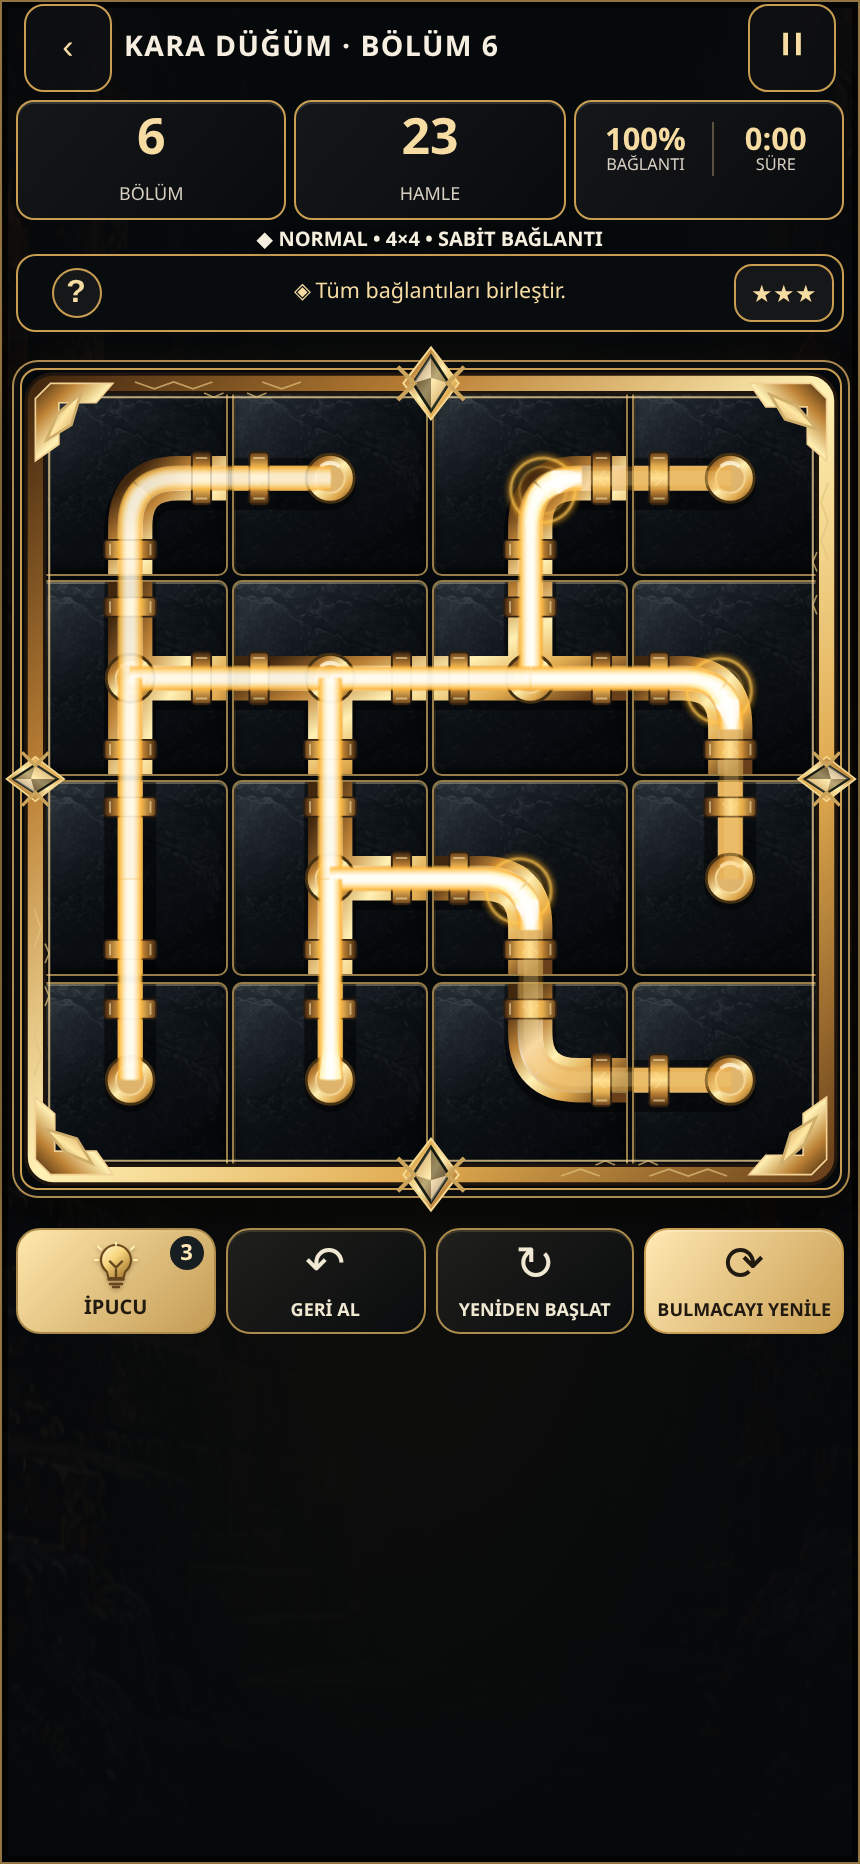 KARA DÜĞÜM · BÖLÜM 6
6
BÖLÜM
23
HAMLE
100%
BAĞLANTI
0:00
SÜRE
◆ NORMAL • 4×4 • SABİT BAĞLANTI
?
◈ Tüm bağlantıları birleştir.
★★★
3
İPUCU
GERİ AL
YENİDEN BAŞLAT
BULMACAYI YENİLE